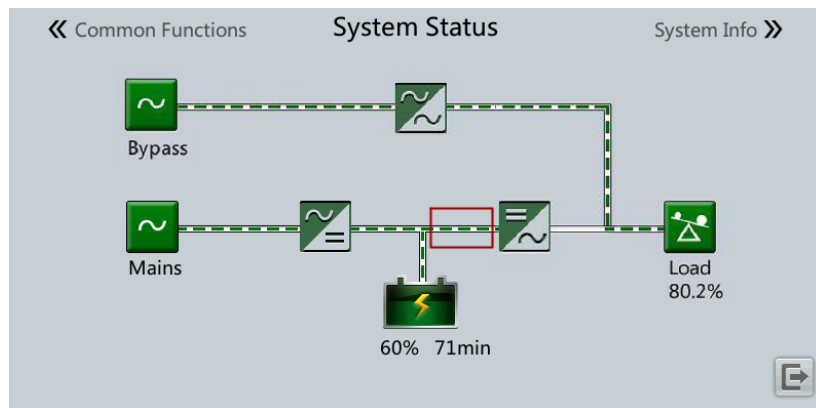 « Common Functions
System Status
System Info »
Bypass
Mains
Load
80.2%
60% 71min